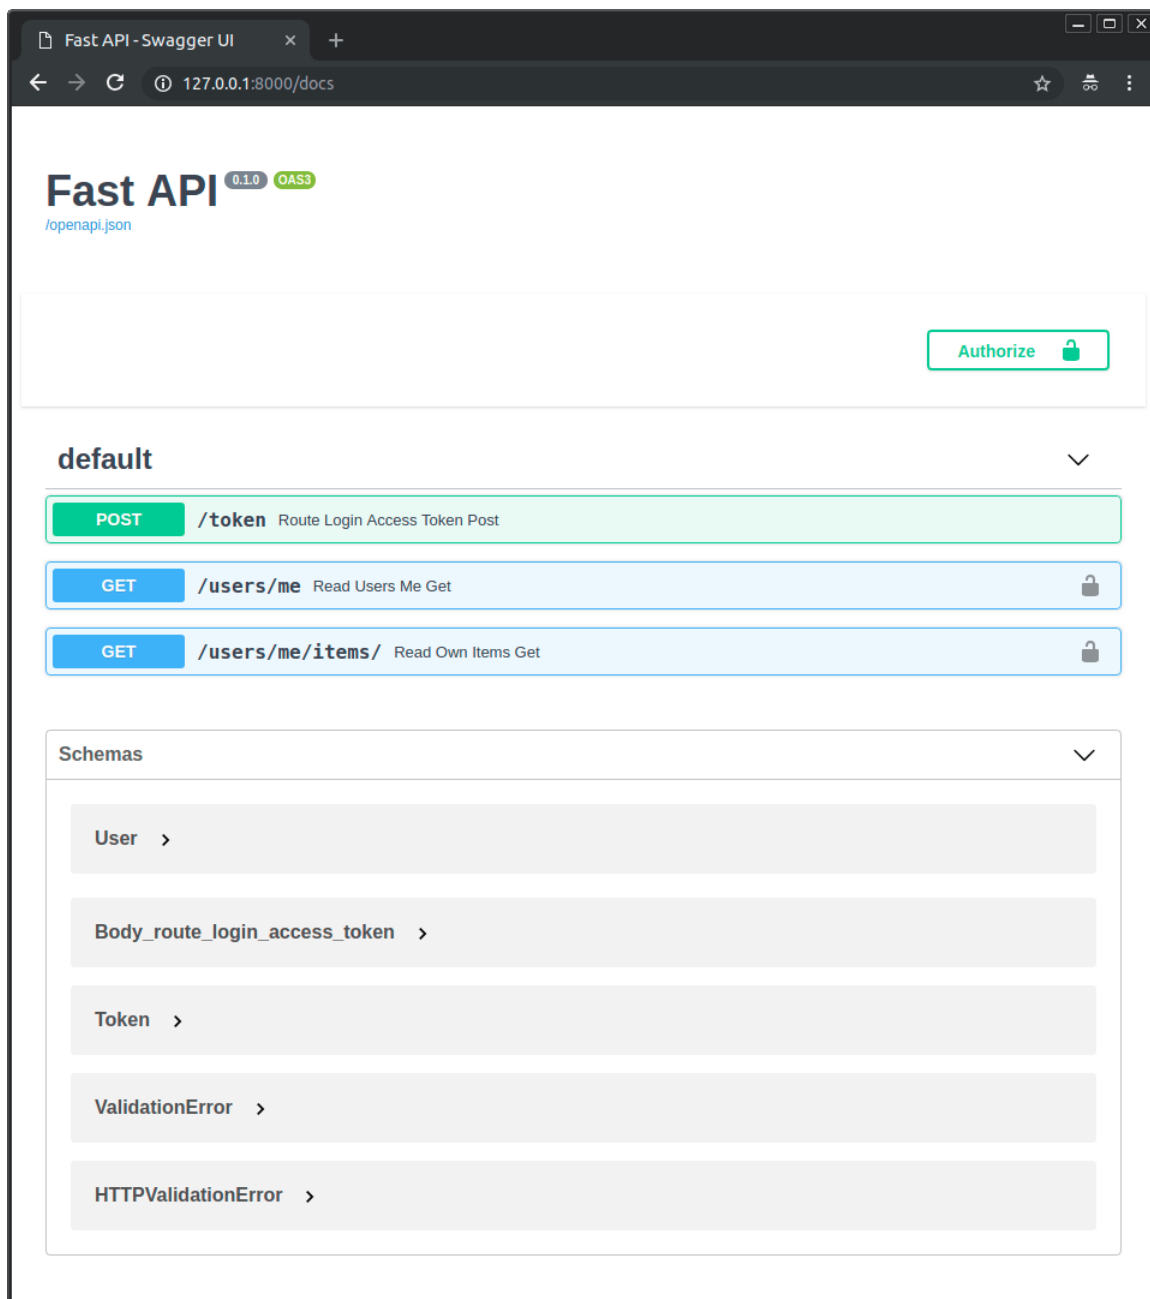 Fast API - Swagger UI
127.0.0.1:8000/docs
Fast API 0.1.0 OAS3
/openapi.json
Authorize
default
POST /token Route Login Access Token Post
GET /users/me Read Users Me Get
GET /users/me/items/ Read Own Items Get
Schemas
User
Body_route_login_access_token
Token
ValidationError
HTTPValidationError